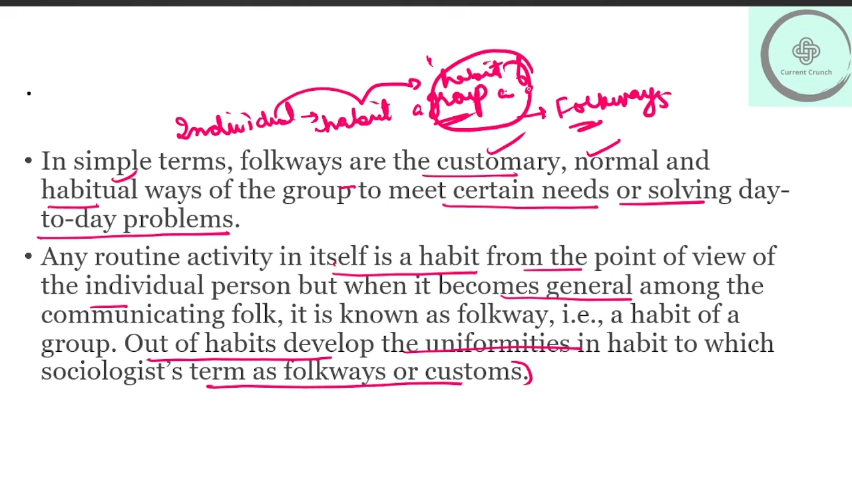 Current Crunch
habit
Individual → habit a group → Folkways
.
• In simple terms, folkways are the customary, normal and
habitual ways of the group to meet certain needs or solving day-
to-day problems.
• Any routine activity in itself is a habit from the point of view of
the individual person but when it becomes general among the
communicating folk, it is known as folkway, i.e., a habit of a
group. Out of habits develop the uniformities in habit to which
sociologist's term as folkways or customs.